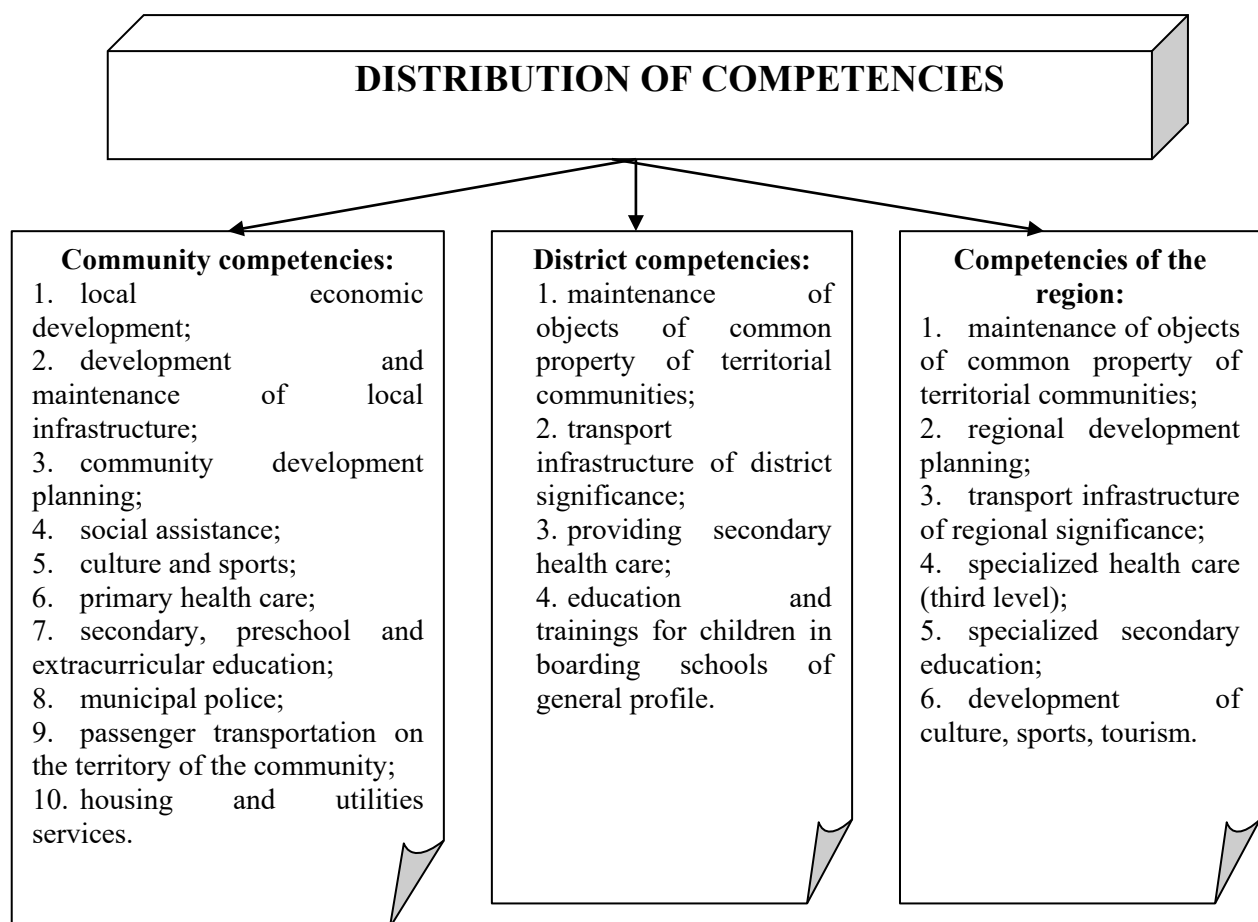 DISTRIBUTION OF COMPETENCIES
Community competencies:
1. local economic
development;
2. development and
maintenance of local
infrastructure;
3. community development
planning;
4. social assistance;
5. culture and sports;
6. primary health care;
7. secondary, preschool and
extracurricular education;
8. municipal police;
9. passenger transportation on
the territory of the community;
10. housing and utilities
services.
District competencies:
1. maintenance of
objects of common
property of territorial
communities;
2. transport
infrastructure of district
significance;
3. providing secondary
health care;
4. education and
trainings for children in
boarding schools of
general profile.
Competencies of the
region:
1. maintenance of objects
of common property of
territorial communities;
2. regional development
planning;
3. transport infrastructure
of regional significance;
4. specialized health care
(third level);
5. specialized secondary
education;
6. development of
culture, sports, tourism.